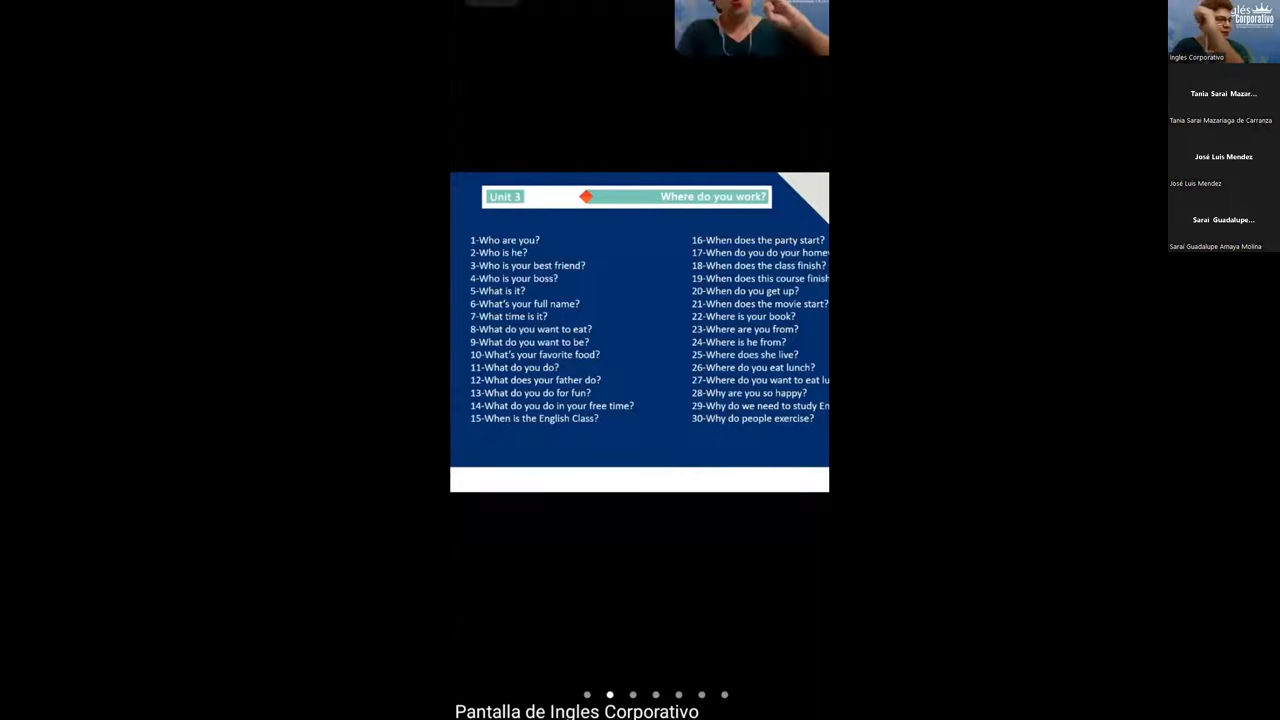 Unit 3
Where do you work?
1-Who are you?
2-Who is he?
3-Who is your best friend?
4-Who is your boss?
5-What is it?
6-What's your full name?
7-What time is it?
8-What do you want to eat?
9-What do you want to be?
10-What's your favorite food?
11-What do you do?
12-What does your father do?
13-What do you do for fun?
14-What do you do in your free time?
15-When is the English Class?
16-When does the party start?
17-When do you do your home
18-When does the class finish?
19-When does this course finish
20-When do you get up?
21-When does the movie start?
22-Where is your book?
23-Where are you from?
24-Where is he from?
25-Where does she live?
26-Where do you eat lunch?
27-Where do you want to eat lu
28-Why are you so happy?
29-Why do we need to study En
30-Why do people exercise?
Pantalla de Ingles Corporativo
glés
Corporativo
Ingles Corporativo
Tania Sarai Mazar...
Tania Sarai Mazariaga de Carranza
José Luis Mendez
José Luis Mendez
Saraí Guadalupe...
Saraí Guadalupe Amaya Molina